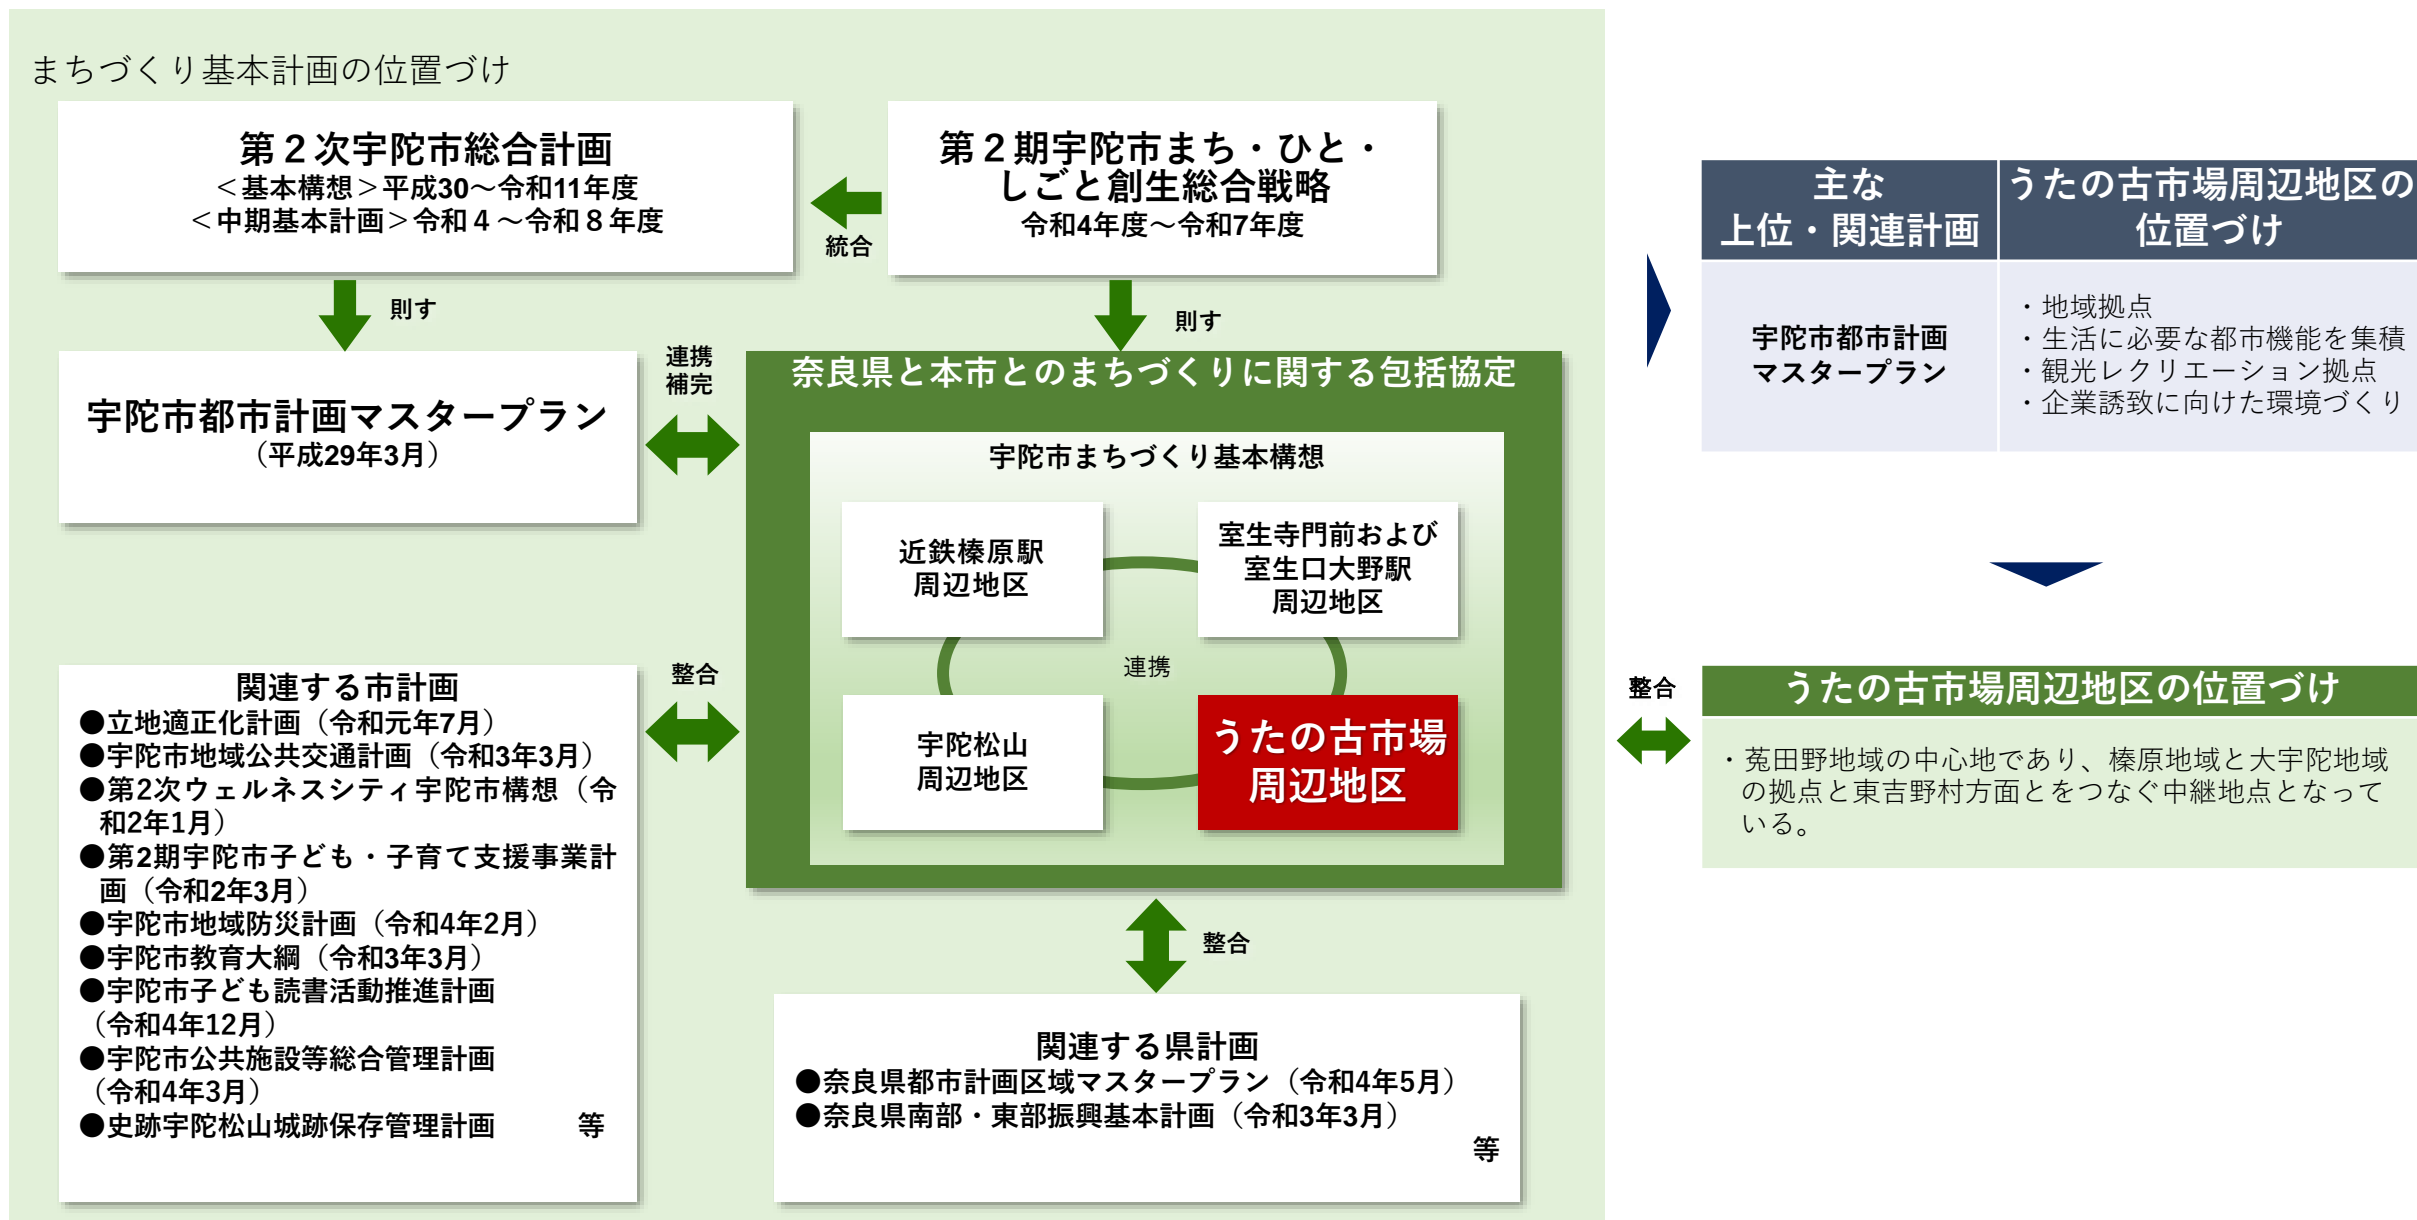 まちづくり基本計画の位置づけ
第２次宇陀市総合計画
＜基本構想＞平成30～令和11年度
＜中期基本計画＞令和４～令和８年度
統合
第２期宇陀市まち・ひと・
しごと創生総合戦略
令和4年度～令和7年度
則す
則す
宇陀市都市計画マスタープラン
（平成29年3月）
連携
補完
奈良県と本市とのまちづくりに関する包括協定
宇陀市まちづくり基本構想
近鉄榛原駅
周辺地区
室生寺門前および
室生口大野駅
周辺地区
連携
宇陀松山
周辺地区
うたの古市場
周辺地区
関連する市計画
●立地適正化計画（令和元年7月）
●宇陀市地域公共交通計画（令和3年3月）
●第2次ウェルネスシティ宇陀市構想（令
和2年1月）
●第2期宇陀市子ども・子育て支援事業計
画（令和2年3月）
●宇陀市地域防災計画（令和4年2月）
●宇陀市教育大綱（令和3年3月）
●宇陀市子ども読書活動推進計画
（令和4年12月）
●宇陀市公共施設等総合管理計画
（令和4年3月）
●史跡宇陀松山城跡保存管理計画　　　等
整合
整合
関連する県計画
●奈良県都市計画区域マスタープラン（令和4年5月）
●奈良県南部・東部振興基本計画（令和3年3月）
等
主な
上位・関連計画
うたの古市場周辺地区の
位置づけ
宇陀市都市計画
マスタープラン
・地域拠点
・生活に必要な都市機能を集積
・観光レクリエーション拠点
・企業誘致に向けた環境づくり
整合
うたの古市場周辺地区の位置づけ
・菟田野地域の中心地であり、榛原地域と大宇陀地域
の拠点と東吉野村方面とをつなぐ中継地点となって
いる。